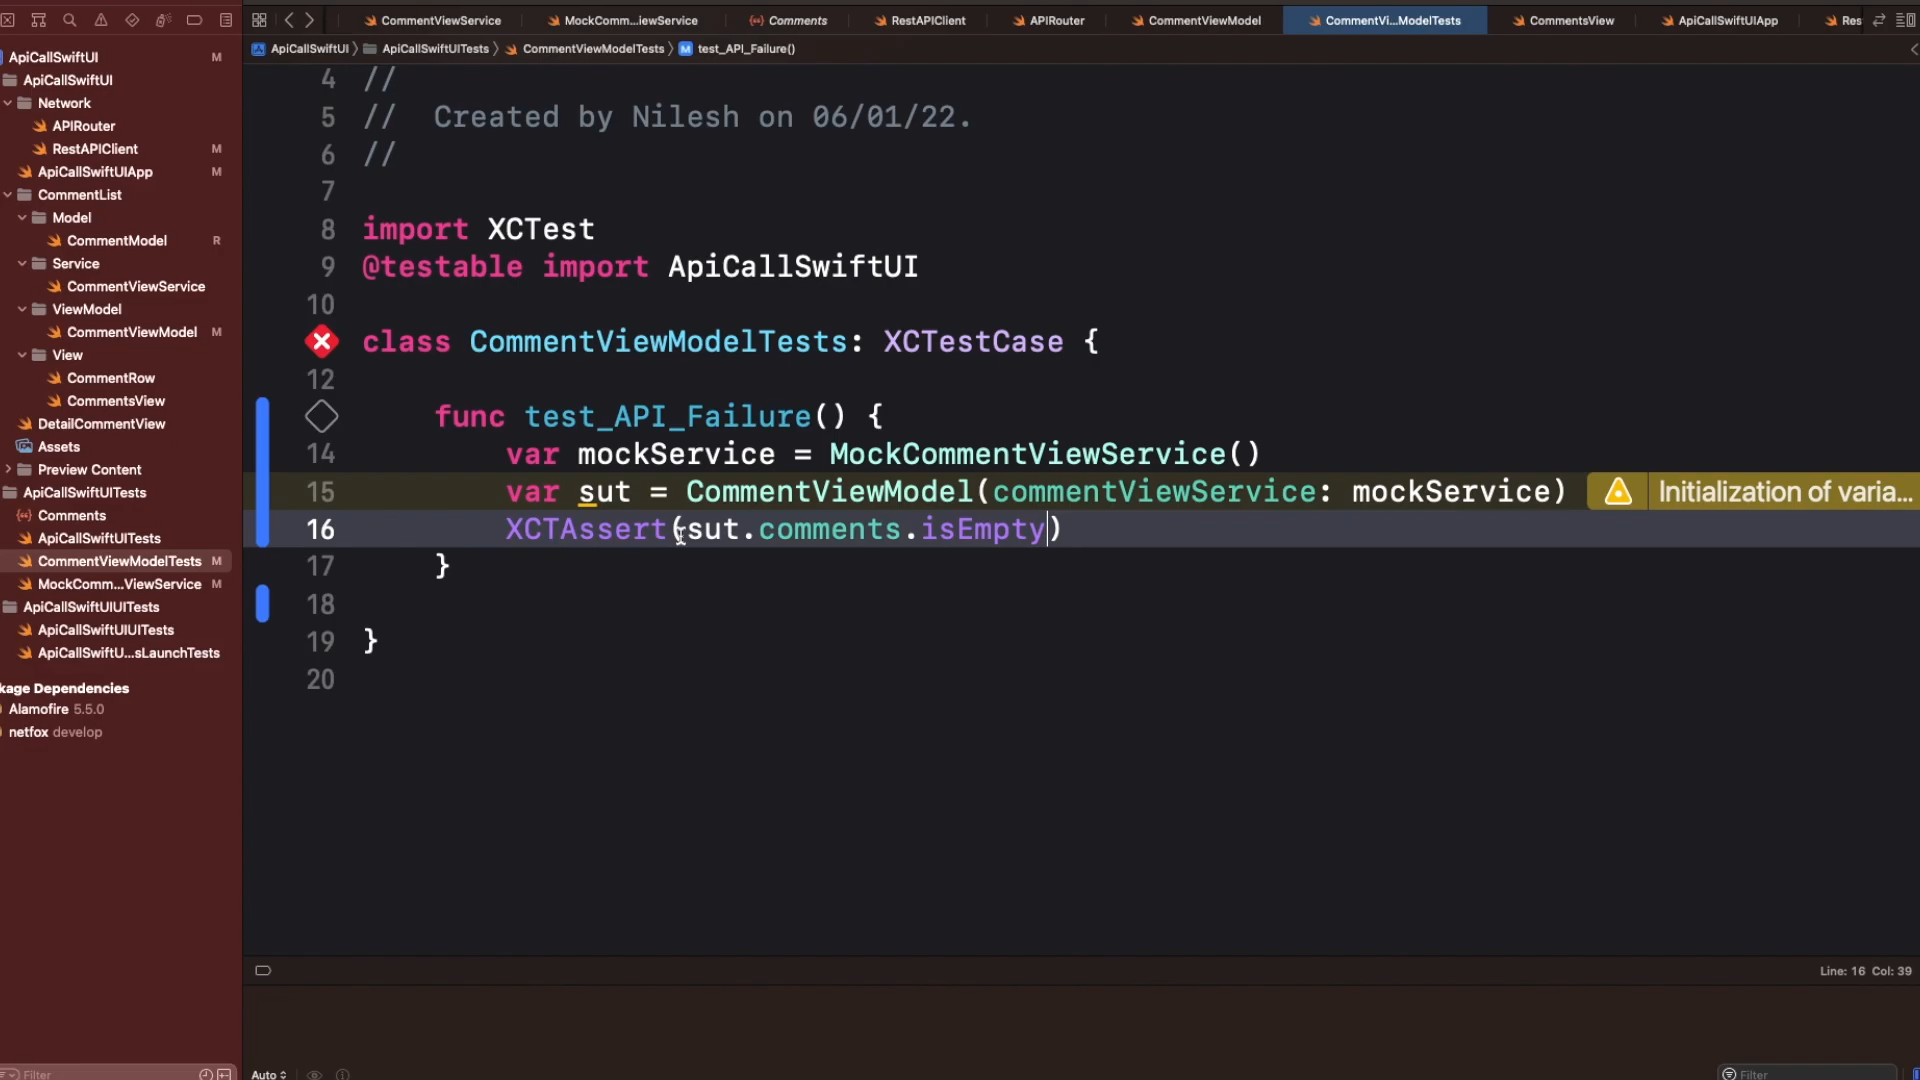 CommentViewService
MockComm...iewService
Comments
RestAPIClient
APIRouter
CommentViewModel
CommentVi...ModelTests
CommentsView
ApiCallSwiftUIApp
Res
ApiCallSwiftUI
ApiCallSwiftUITests
CommentViewModelTests
M
test_API_Failure()
ApiCallSwiftUI M
ApiCallSwiftUI
Network
APIRouter
RestAPIClient M
ApiCallSwiftUIApp M
CommentList
Model
CommentModel R
Service
CommentViewService
ViewModel
CommentViewModel M
View
CommentRow
CommentsView
DetailCommentView
Assets
Preview Content
ApiCallSwiftUITests
Comments
ApiCallSwiftUITests
CommentViewModelTests M
MockComm...ViewService M
ApiCallSwiftUIUITests
ApiCallSwiftUIUITests
ApiCallSwiftU...sLaunchTests
kage Dependencies
Alamofire 5.5.0
netfox develop
Filter
4 //
5 // Created by Nilesh on 06/01/22.
6 //
7
8 import XCTest
9 @testable import ApiCallSwiftUI
10
class CommentViewModelTests: XCTestCase {
12
func test_API_Failure() {
14 var mockService = MockCommentViewService()
15 var sut = CommentViewModel(commentViewService: mockService) Initialization of varia...
16 XCTAssert(sut.comments.isEmpty)
17 }
18
19 }
20
Line: 16 Col: 39
Auto
Filter